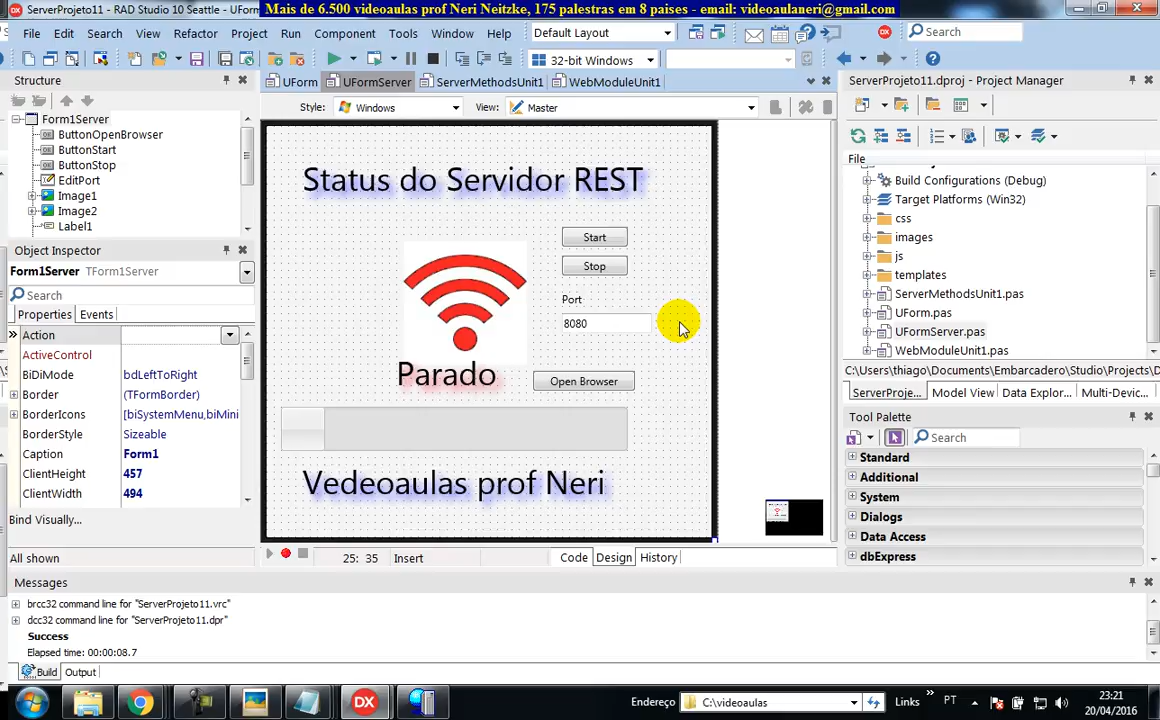 ServerProjeto11 - RAD Studio 10 Seattle - UFor
Mais de 6.500 videoaulas prof Neri Neitzke, 175 palestras em 8 paises - email: videoaulaneri@gmail.com
File Edit Search View Refactor Project Run Component Tools Window Help Default Layout Search
32-bit Windows
Structure
UForm UFormServer ServerMethodsUnit1 WebModuleUnit1
ServerProjeto11.dproj - Project Manager
Style: Windows View: Master
Form1Server
ButtonOpenBrowser
ButtonStart
ButtonStop
EditPort
Image1
Image2
Label1
Object Inspector
Form1Server TForm1Server
Search
Properties Events
Action
ActiveControl
BiDiMode bdLeftToRight
Border (TFormBorder)
BorderIcons [biSystemMenu,biMini
BorderStyle Sizeable
Caption Form1
ClientHeight 457
ClientWidth 494
Bind Visually...
All shown
Status do Servidor REST
Start
Stop
Port
8080
Parado
Open Browser
Vedeoaulas prof Neri
25: 35 Insert Code Design History
File
Build Configurations (Debug)
Target Platforms (Win32)
css
images
js
templates
ServerMethodsUnit1.pas
UForm.pas
UFormServer.pas
WebModuleUnit1.pas
C:\Users\thiago\Documents\Embarcadero\Studio\Projects\D
ServerProje... Model View Data Explor... Multi-Devic...
Tool Palette
Search
Standard
Additional
System
Dialogs
Data Access
dbExpress
Messages
brcc32 command line for "ServerProjeto11.vrc"
dcc32 command line for "ServerProjeto11.dpr"
Success
Elapsed time: 00:00:08.7
Build Output
Endereço C:\videoaulas Links » PT 23:21
20/04/2016